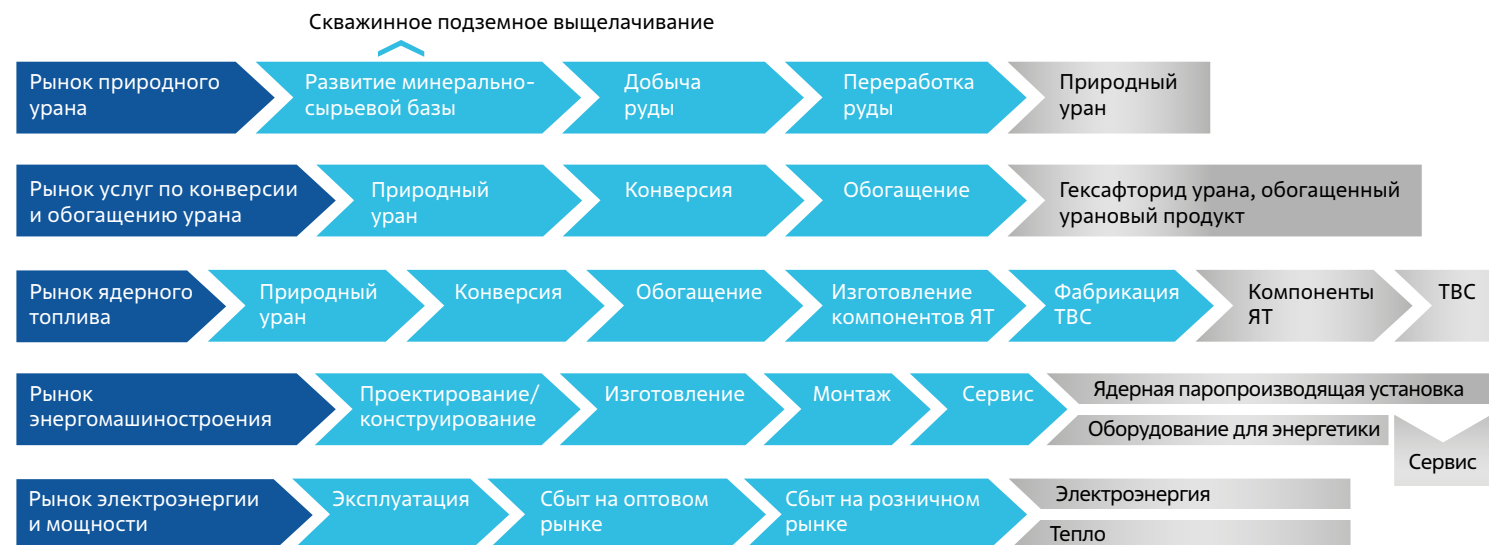 Скважинное подземное выщелачивание
Рынок природного
урана
Развитие минерально-
сырьевой базы
Добыча
руды
Переработка
руды
Природный
уран
Рынок услуг по конверсии
и обогащению урана
Природный
уран
Конверсия
Обогащение
Гексафторид урана, обогащенный
урановый продукт
Рынок ядерного
топлива
Природный
уран
Конверсия
Обогащение
Изготовление
компонентов ЯТ
Фабрикация
ТВС
Компоненты
ЯТ
ТВС
Рынок
энергомашиностроения
Проектирование/
конструирование
Изготовление
Монтаж
Сервис
Ядерная паропроизводящая установка
Оборудование для энергетики
Сервис
Рынок электроэнергии
и мощности
Эксплуатация
Сбыт на оптовом
рынке
Сбыт на розничном
рынке
Электроэнергия
Тепло